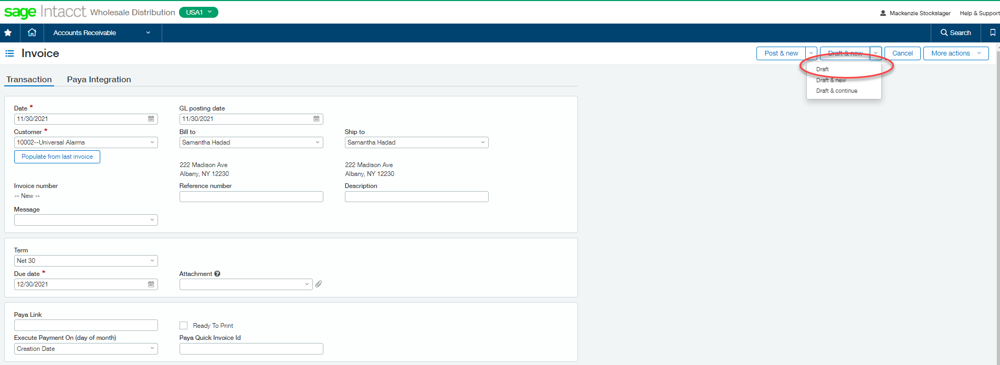 sage Intacct Wholesale Distribution USA1
Mackenzie Stockslager Help & Support
Accounts Receivable
Search
Invoice
Post & new Draft & new Cancel More actions
Draft
Draft & new
Draft & continue
Transaction Paya Integration
Date * GL posting date
11/30/2021 11/30/2021
Customer * Bill to Ship to
10002--Universal Alarms Samantha Hadad Samantha Hadad
Populate from last invoice
222 Madison Ave 222 Madison Ave
Albany, NY 12230 Albany, NY 12230
Invoice number Reference number Description
-- New --
Message
Term
Net 30
Due date * Attachment ?
12/30/2021
Paya Link
Ready To Print
Execute Payment On (day of month) Paya Quick Invoice Id
Creation Date